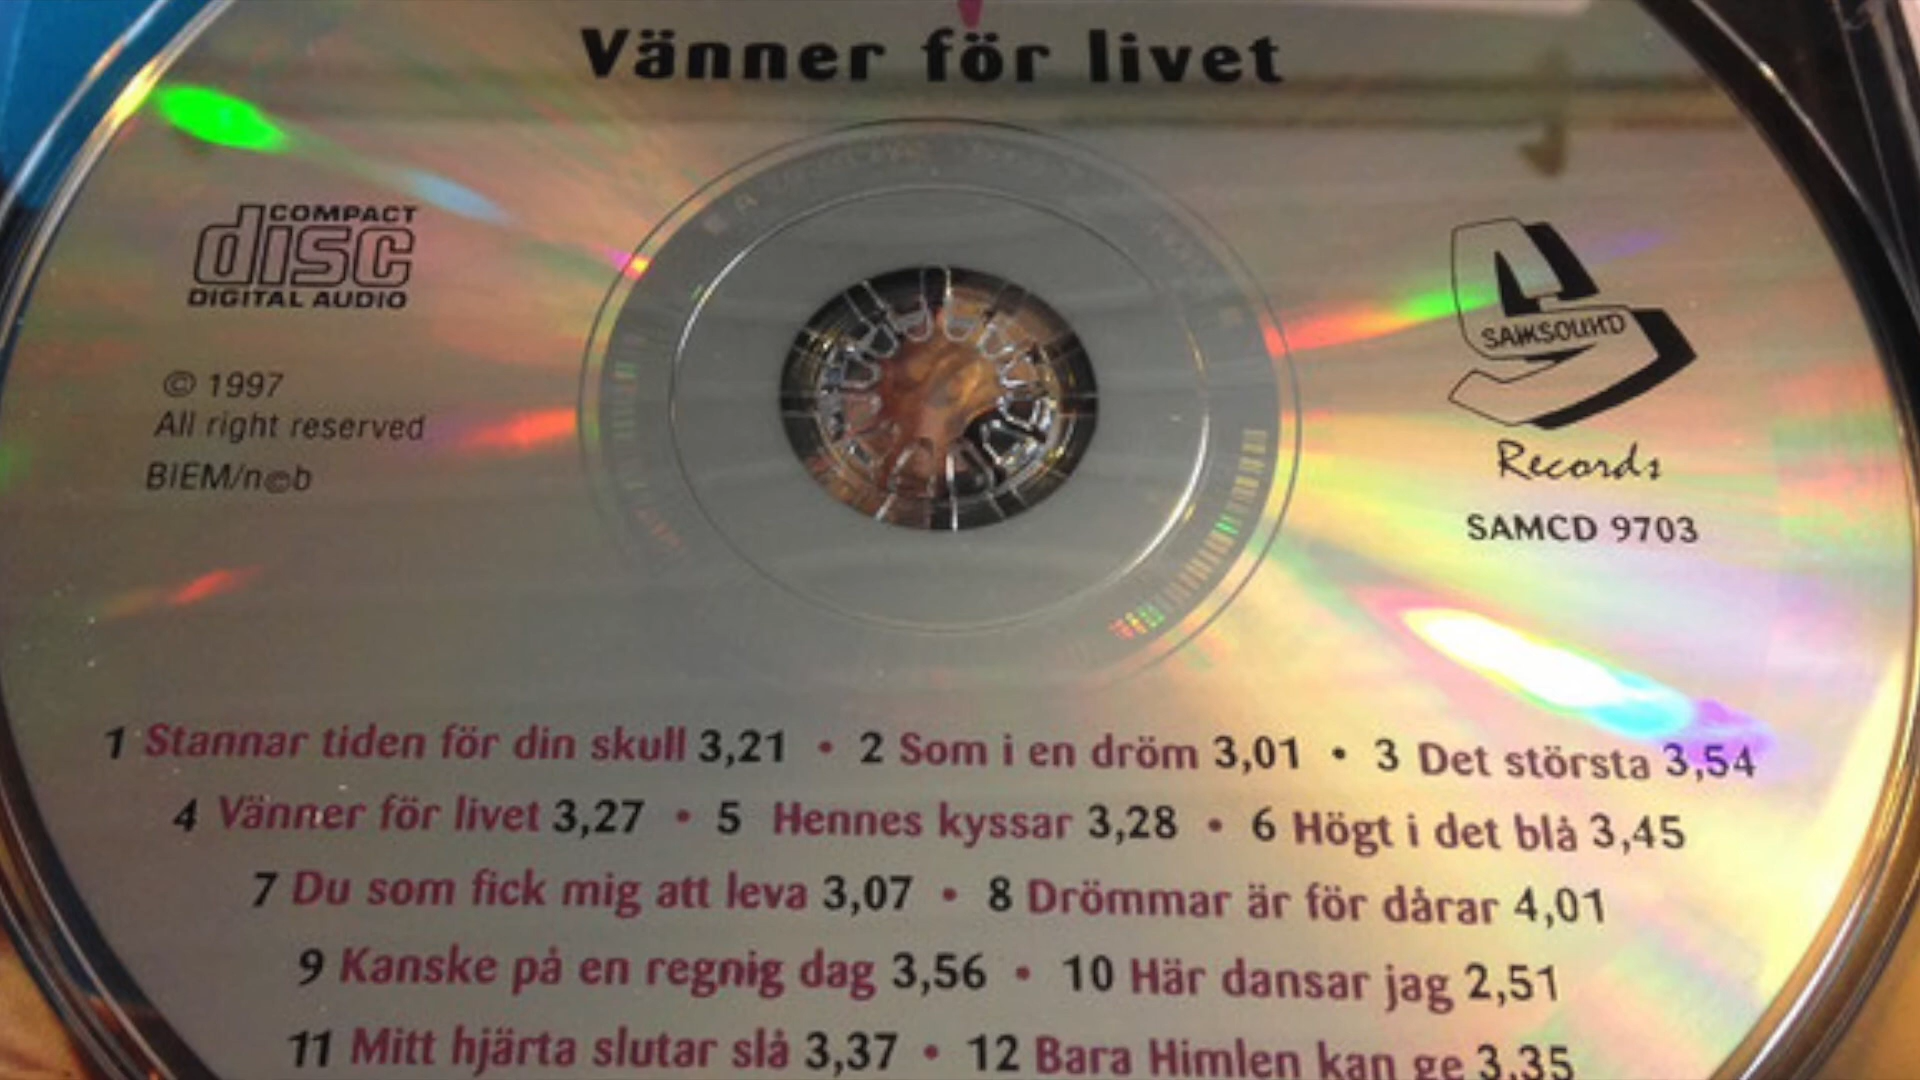 Vänner för livet
COMPACT
disc
DIGITAL AUDIO
© 1997
All right reserved
BIEM/n©b
SAMSOUND
Records
SAMCD 9703
1 Stannar tiden för din skull 3,21 • 2 Som i en dröm 3,01 • 3 Det största 3,54
4 Vänner för livet 3,27 • 5 Hennes kyssar 3,28 • 6 Högt i det blå 3,45
7 Du som fick mig att leva 3,07 • 8 Drömmar är för dårar 4,01
9 Kanske på en regnig dag 3,56 • 10 Här dansar jag 2,51
11 Mitt hjärta slutar slå 3,37 • 12 Bara Himlen kan ge 3,35